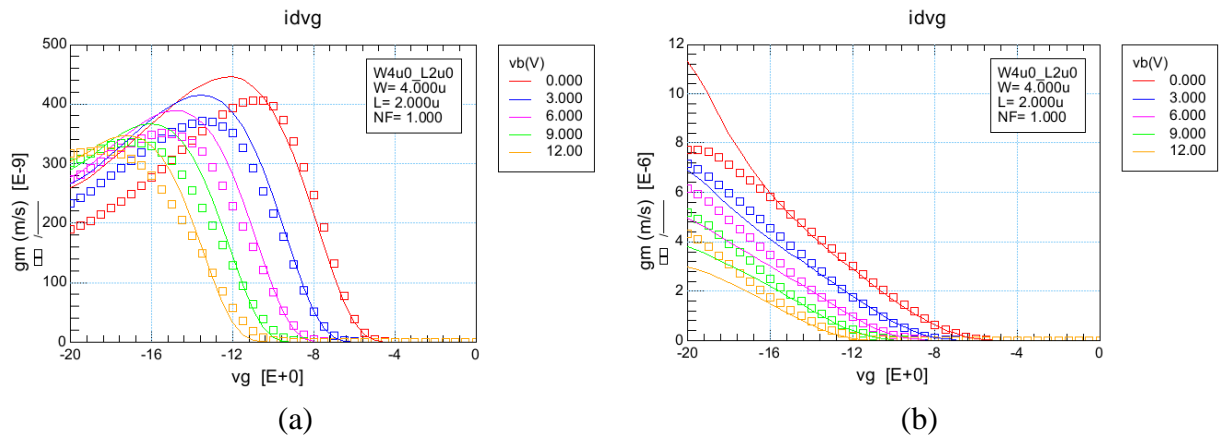 idvg
500
400
300
200
100
0
gm (m/s) [E-9]
□□ /
-20 -16 -12 -8 -4 0
vg [E+0]
W4u0_L2u0
W= 4.000u
L= 2.000u
NF= 1.000
vb(V)
0.000
3.000
6.000
9.000
12.00
(a)
idvg
12
10
8
6
4
2
0
gm (m/s) [E-6]
□□ /
-20 -16 -12 -8 -4 0
vg [E+0]
W4u0_L2u0
W= 4.000u
L= 2.000u
NF= 1.000
vb(V)
0.000
3.000
6.000
9.000
12.00
(b)